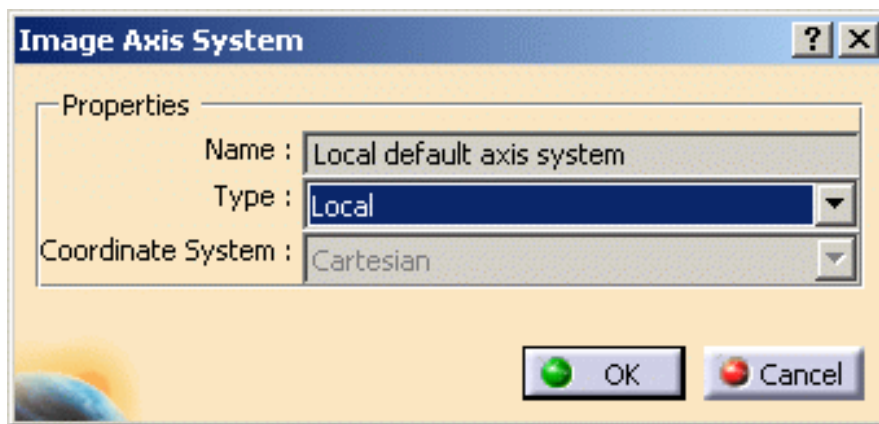 Image Axis System
Properties
Name : Local default axis system
Type : Local
Coordinate System : Cartesian
OK Cancel